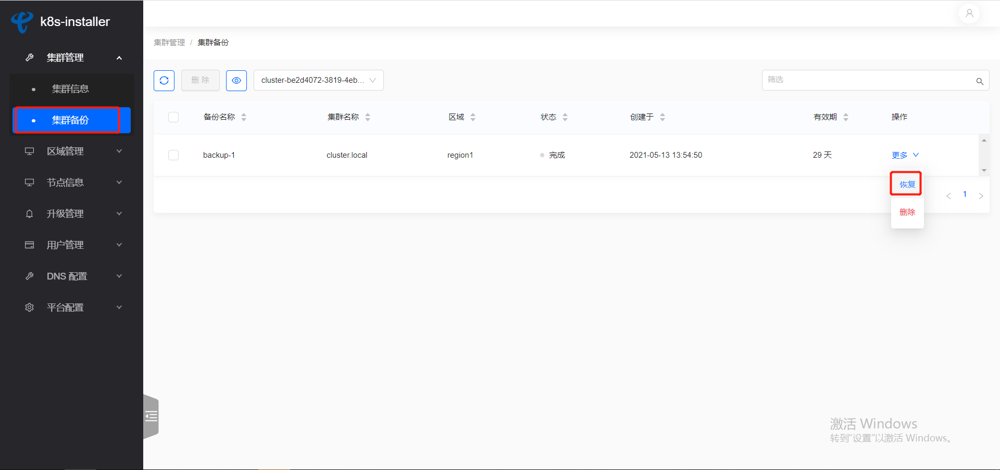 k8s-installer
集群管理
集群信息
集群备份
区域管理
节点信息
升级管理
用户管理
DNS 配置
平台配置
集群管理 / 集群备份
删 除
cluster-be2d4072-3819-4eb...
筛选
备份名称 集群名称 区域 状态 创建于 有效期 操作
backup-1 cluster.local region1 完成 2021-05-13 13:54:50 29 天 更多
恢复
删除
< 1 >
激活 Windows
转到“设置”以激活 Windows。